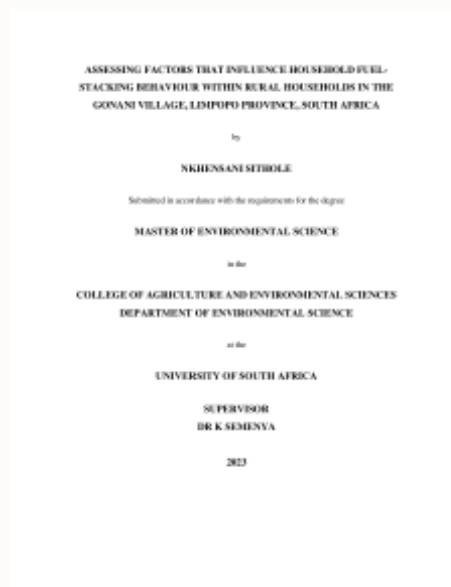 ASSESSING FACTORS THAT INFLUENCE HOUSEHOLD FUEL-
STACKING BEHAVIOUR WITHIN RURAL HOUSEHOLDS IN THE
GONANI VILLAGE, LIMPOPO PROVINCE, SOUTH AFRICA
by
NKHENSANI SITHOLE
Submitted in accordance with the requirements for the degree
MASTER OF ENVIRONMENTAL SCIENCE
in the
COLLEGE OF AGRICULTURE AND ENVIRONMENTAL SCIENCES
DEPARTMENT OF ENVIRONMENTAL SCIENCE
at the
UNIVERSITY OF SOUTH AFRICA
SUPERVISOR
DR K SEMENYA
2023